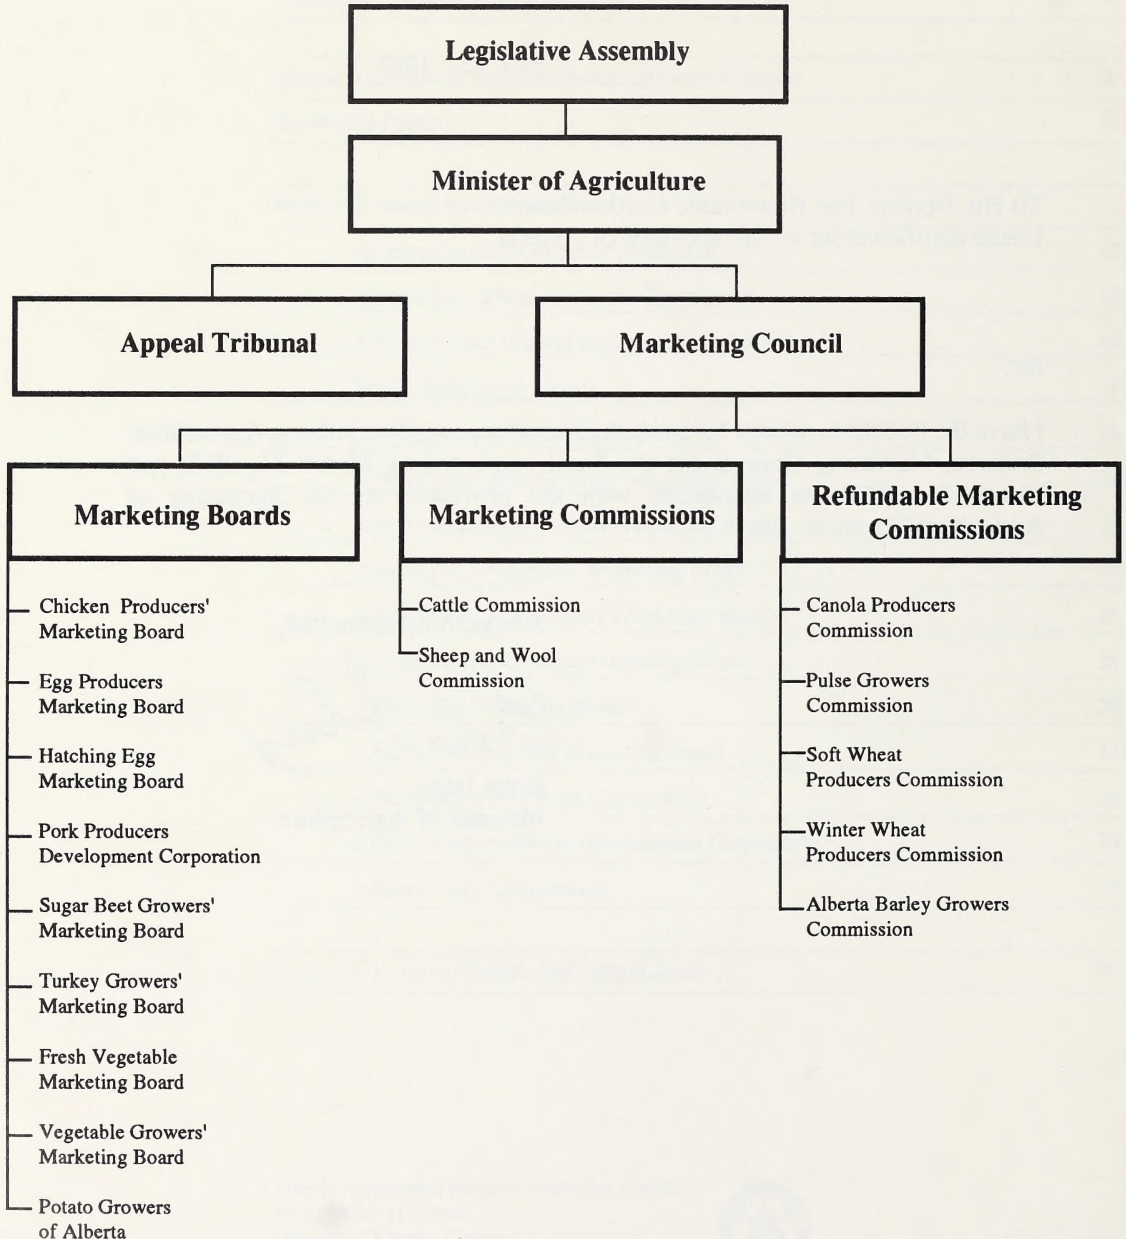 Legislative Assembly
Minister of Agriculture
Appeal Tribunal
Marketing Council
Marketing Boards
Chicken Producers'
Marketing Board
Egg Producers
Marketing Board
Hatching Egg
Marketing Board
Pork Producers
Development Corporation
Sugar Beet Growers'
Marketing Board
Turkey Growers'
Marketing Board
Fresh Vegetable
Marketing Board
Vegetable Growers'
Marketing Board
Potato Growers
of Alberta
Marketing Commissions
Cattle Commission
Sheep and Wool
Commission
Refundable Marketing
Commissions
Canola Producers
Commission
Pulse Growers
Commission
Soft Wheat
Producers Commission
Winter Wheat
Producers Commission
Alberta Barley Growers
Commission